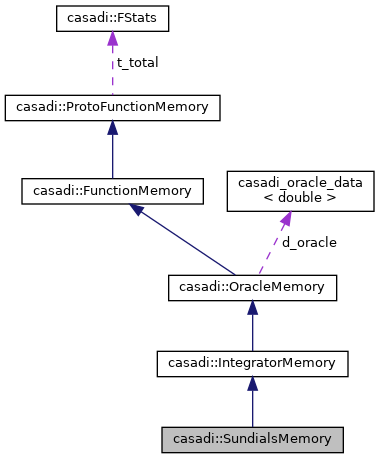 casadi::FStats
t_total
casadi::ProtoFunctionMemory
casadi::FunctionMemory
casadi_oracle_data
< double >
d_oracle
casadi::OracleMemory
casadi::IntegratorMemory
casadi::SundialsMemory